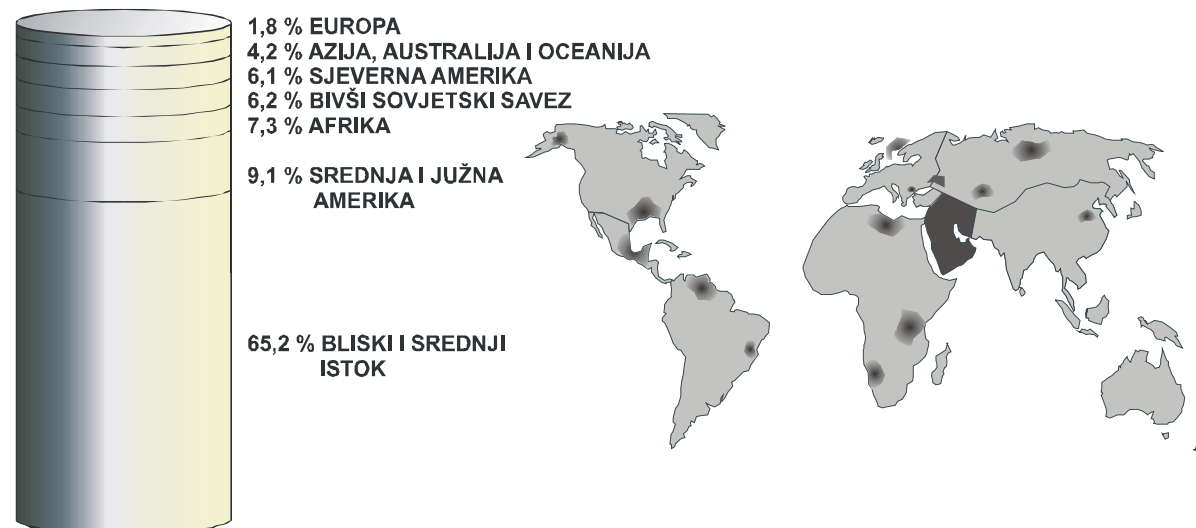 1,8 % EUROPA
4,2 % AZIJA, AUSTRALIJA I OCEANIJA
6,1 % SJEVERNA AMERIKA
6,2 % BIVŠI SOVJETSKI SAVEZ
7,3 % AFRIKA
9,1 % SREDNJA I JUŽNA
AMERIKA
65,2 % BLISKI I SREDNJI
ISTOK